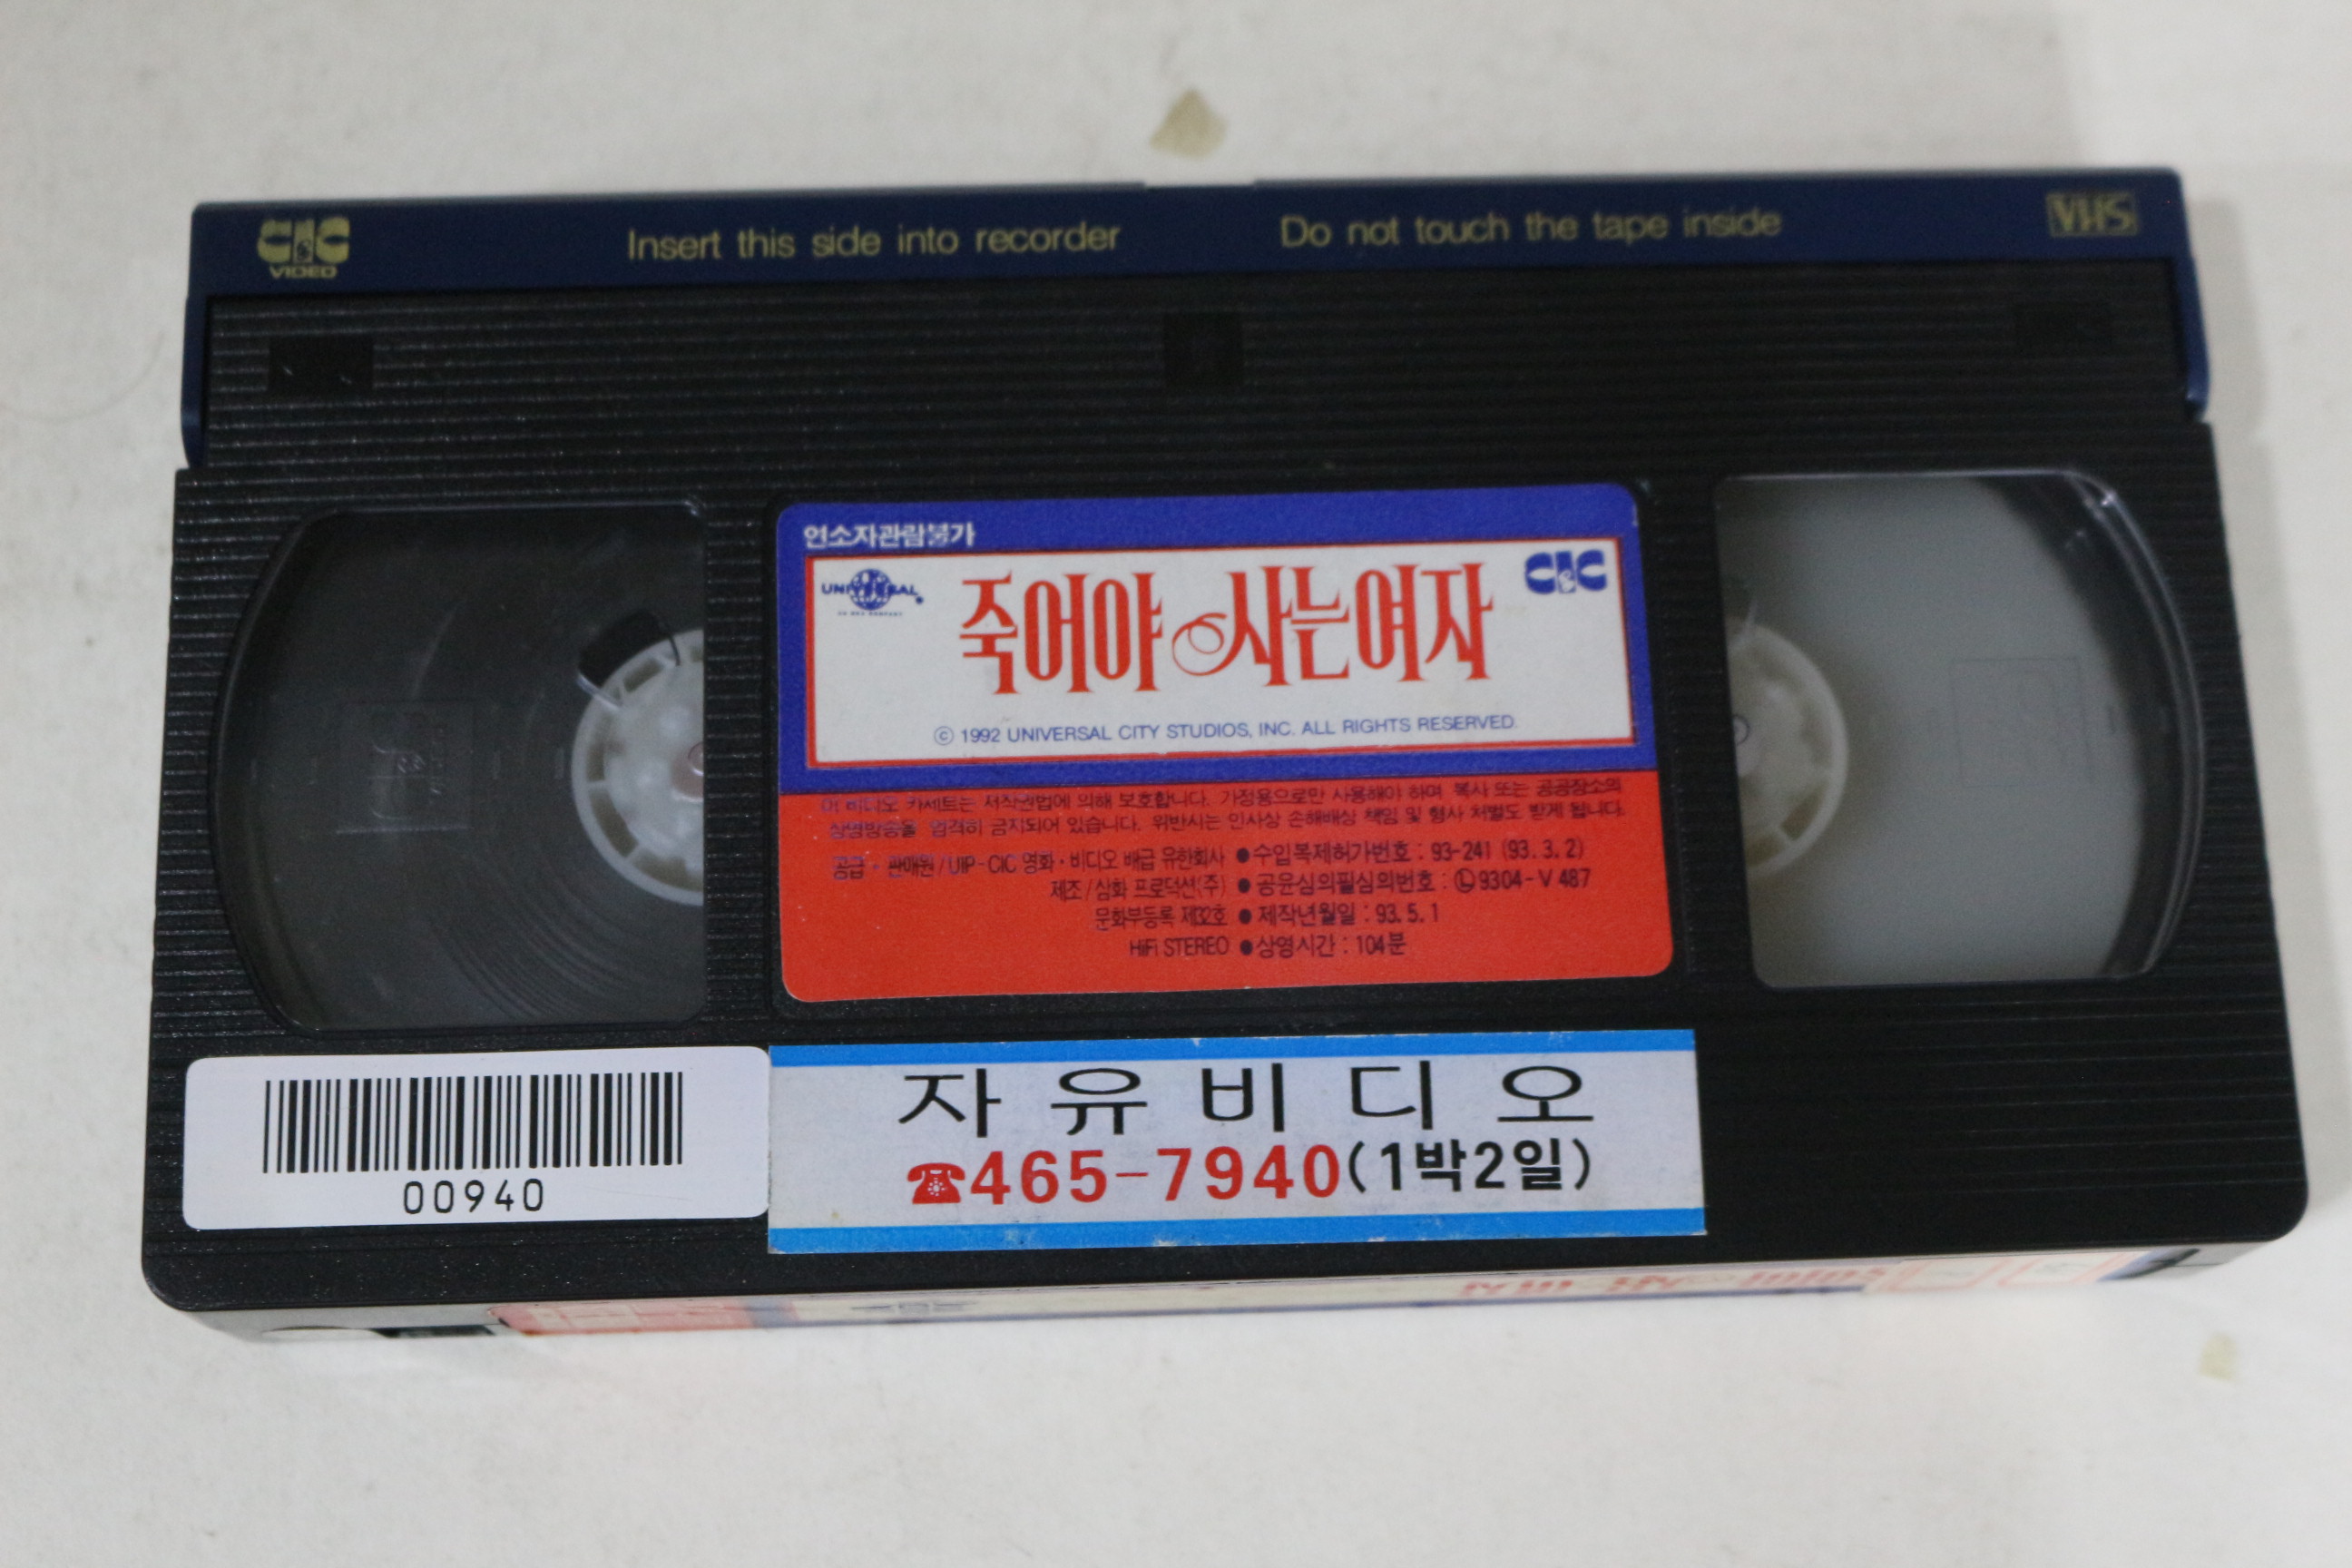 CIC VIDEO
Insert this side into recorder
Do not touch the tape inside
VHS
연소자관람불가
UNIVERSAL
CIC
죽어야 사는 여자
ⓒ 1992 UNIVERSAL CITY STUDIOS, INC. ALL RIGHTS RESERVED.
이 비디오 카세트는 저작권법에 의해 보호합니다. 가정용으로만 사용해야 하며 복사 또는 공공장소의
상영방송을 엄격히 금지되어 있습니다. 위반시는 민사상 손해배상 책임 및 형사 처벌도 받게 됩니다.
공급·판매원/UIP-CIC 영화·비디오 배급 유한회사 ●수입복제허가번호 : 93-241 (93. 3. 2)
제조/삼화 프로덕션(주) ●공윤심의필심의번호 : Ⓛ9304-V 487
문화부등록 제32호 ●제작년월일 : 93. 5. 1
HiFi STEREO ●상영시간 : 104분
자유비디오
☎465-7940(1박2일)
00940